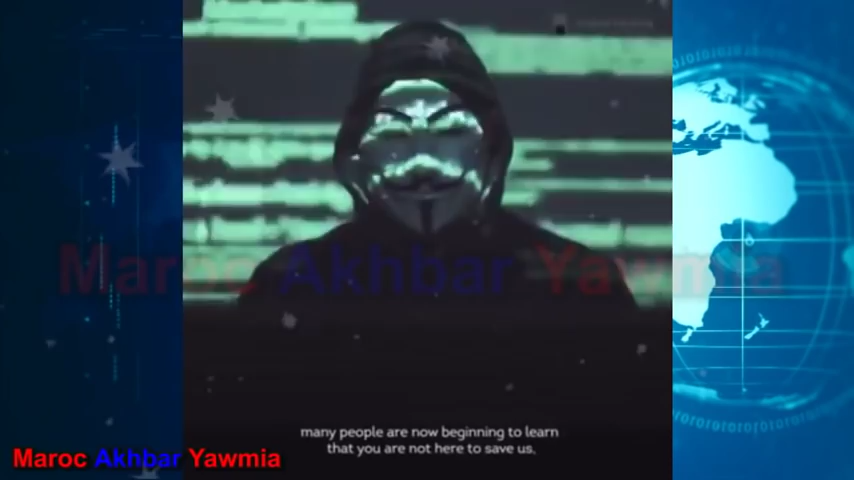 Maroc Akhbar Yawmia
many people are now beginning to learn
that you are not here to save us,
Maroc Akhbar Yawmia